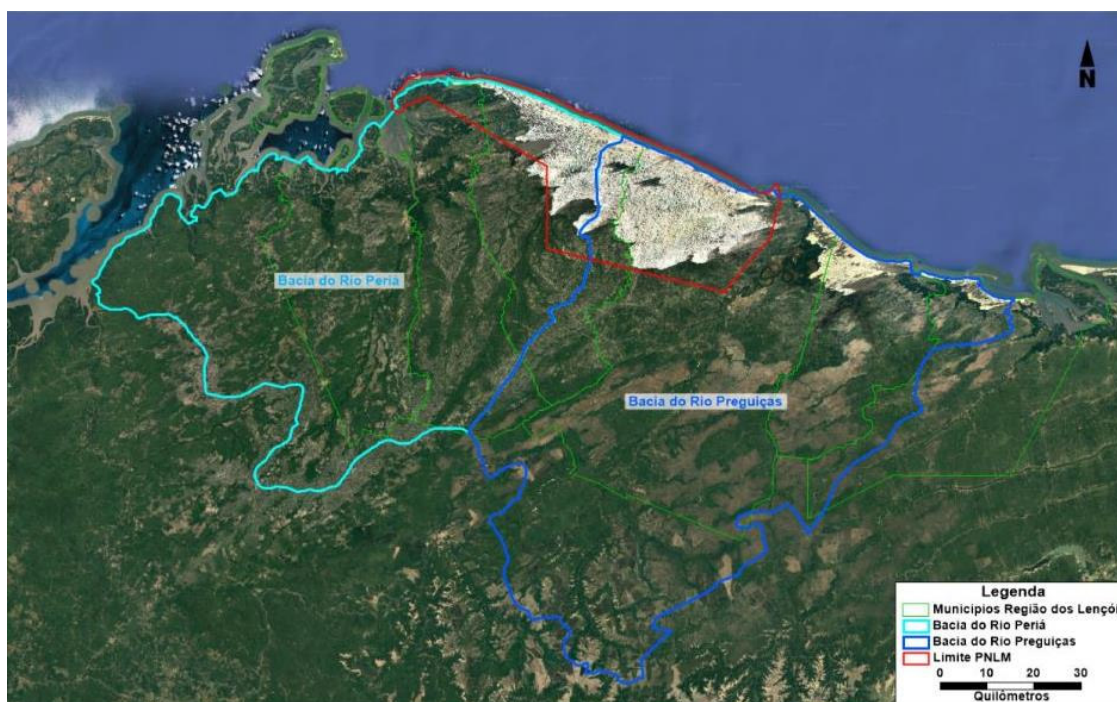 N
Bacia do Rio Periá
Bacia do Rio Preguiças
Legenda
Municipios Região dos Lençói
Bacia do Rio Periá
Bacia do Rio Preguiças
Limite PNLM
0 10 20 30
Quilômetros